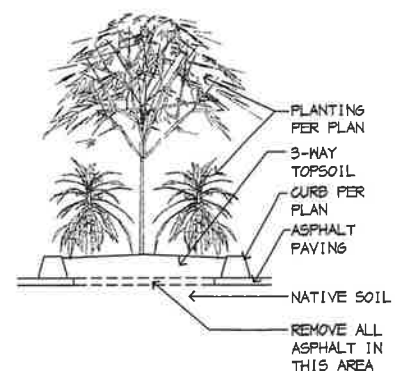 PLANTING
PER PLAN
3-WAY
TOPSOIL
CURB PER
PLAN
ASPHALT
PAVING
NATIVE SOIL
REMOVE ALL
ASPHALT IN
THIS AREA